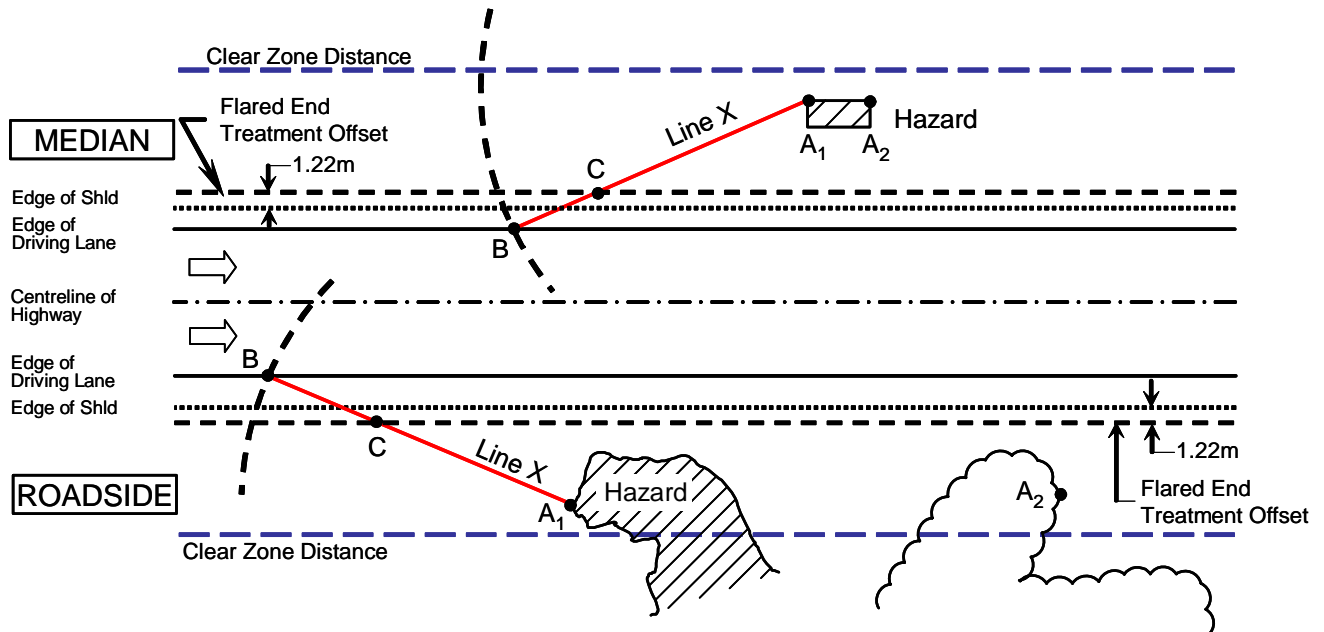 Clear Zone Distance
Flared End
Treatment Offset
MEDIAN
1.22m
Line X
Hazard
A1 A2
C
Edge of Shld
Edge of
Driving Lane
B
Centreline of
Highway
Edge of
Driving Lane
B
Edge of Shld
C
Line X
1.22m
ROADSIDE
Hazard
A1
A2
Flared End
Treatment Offset
Clear Zone Distance